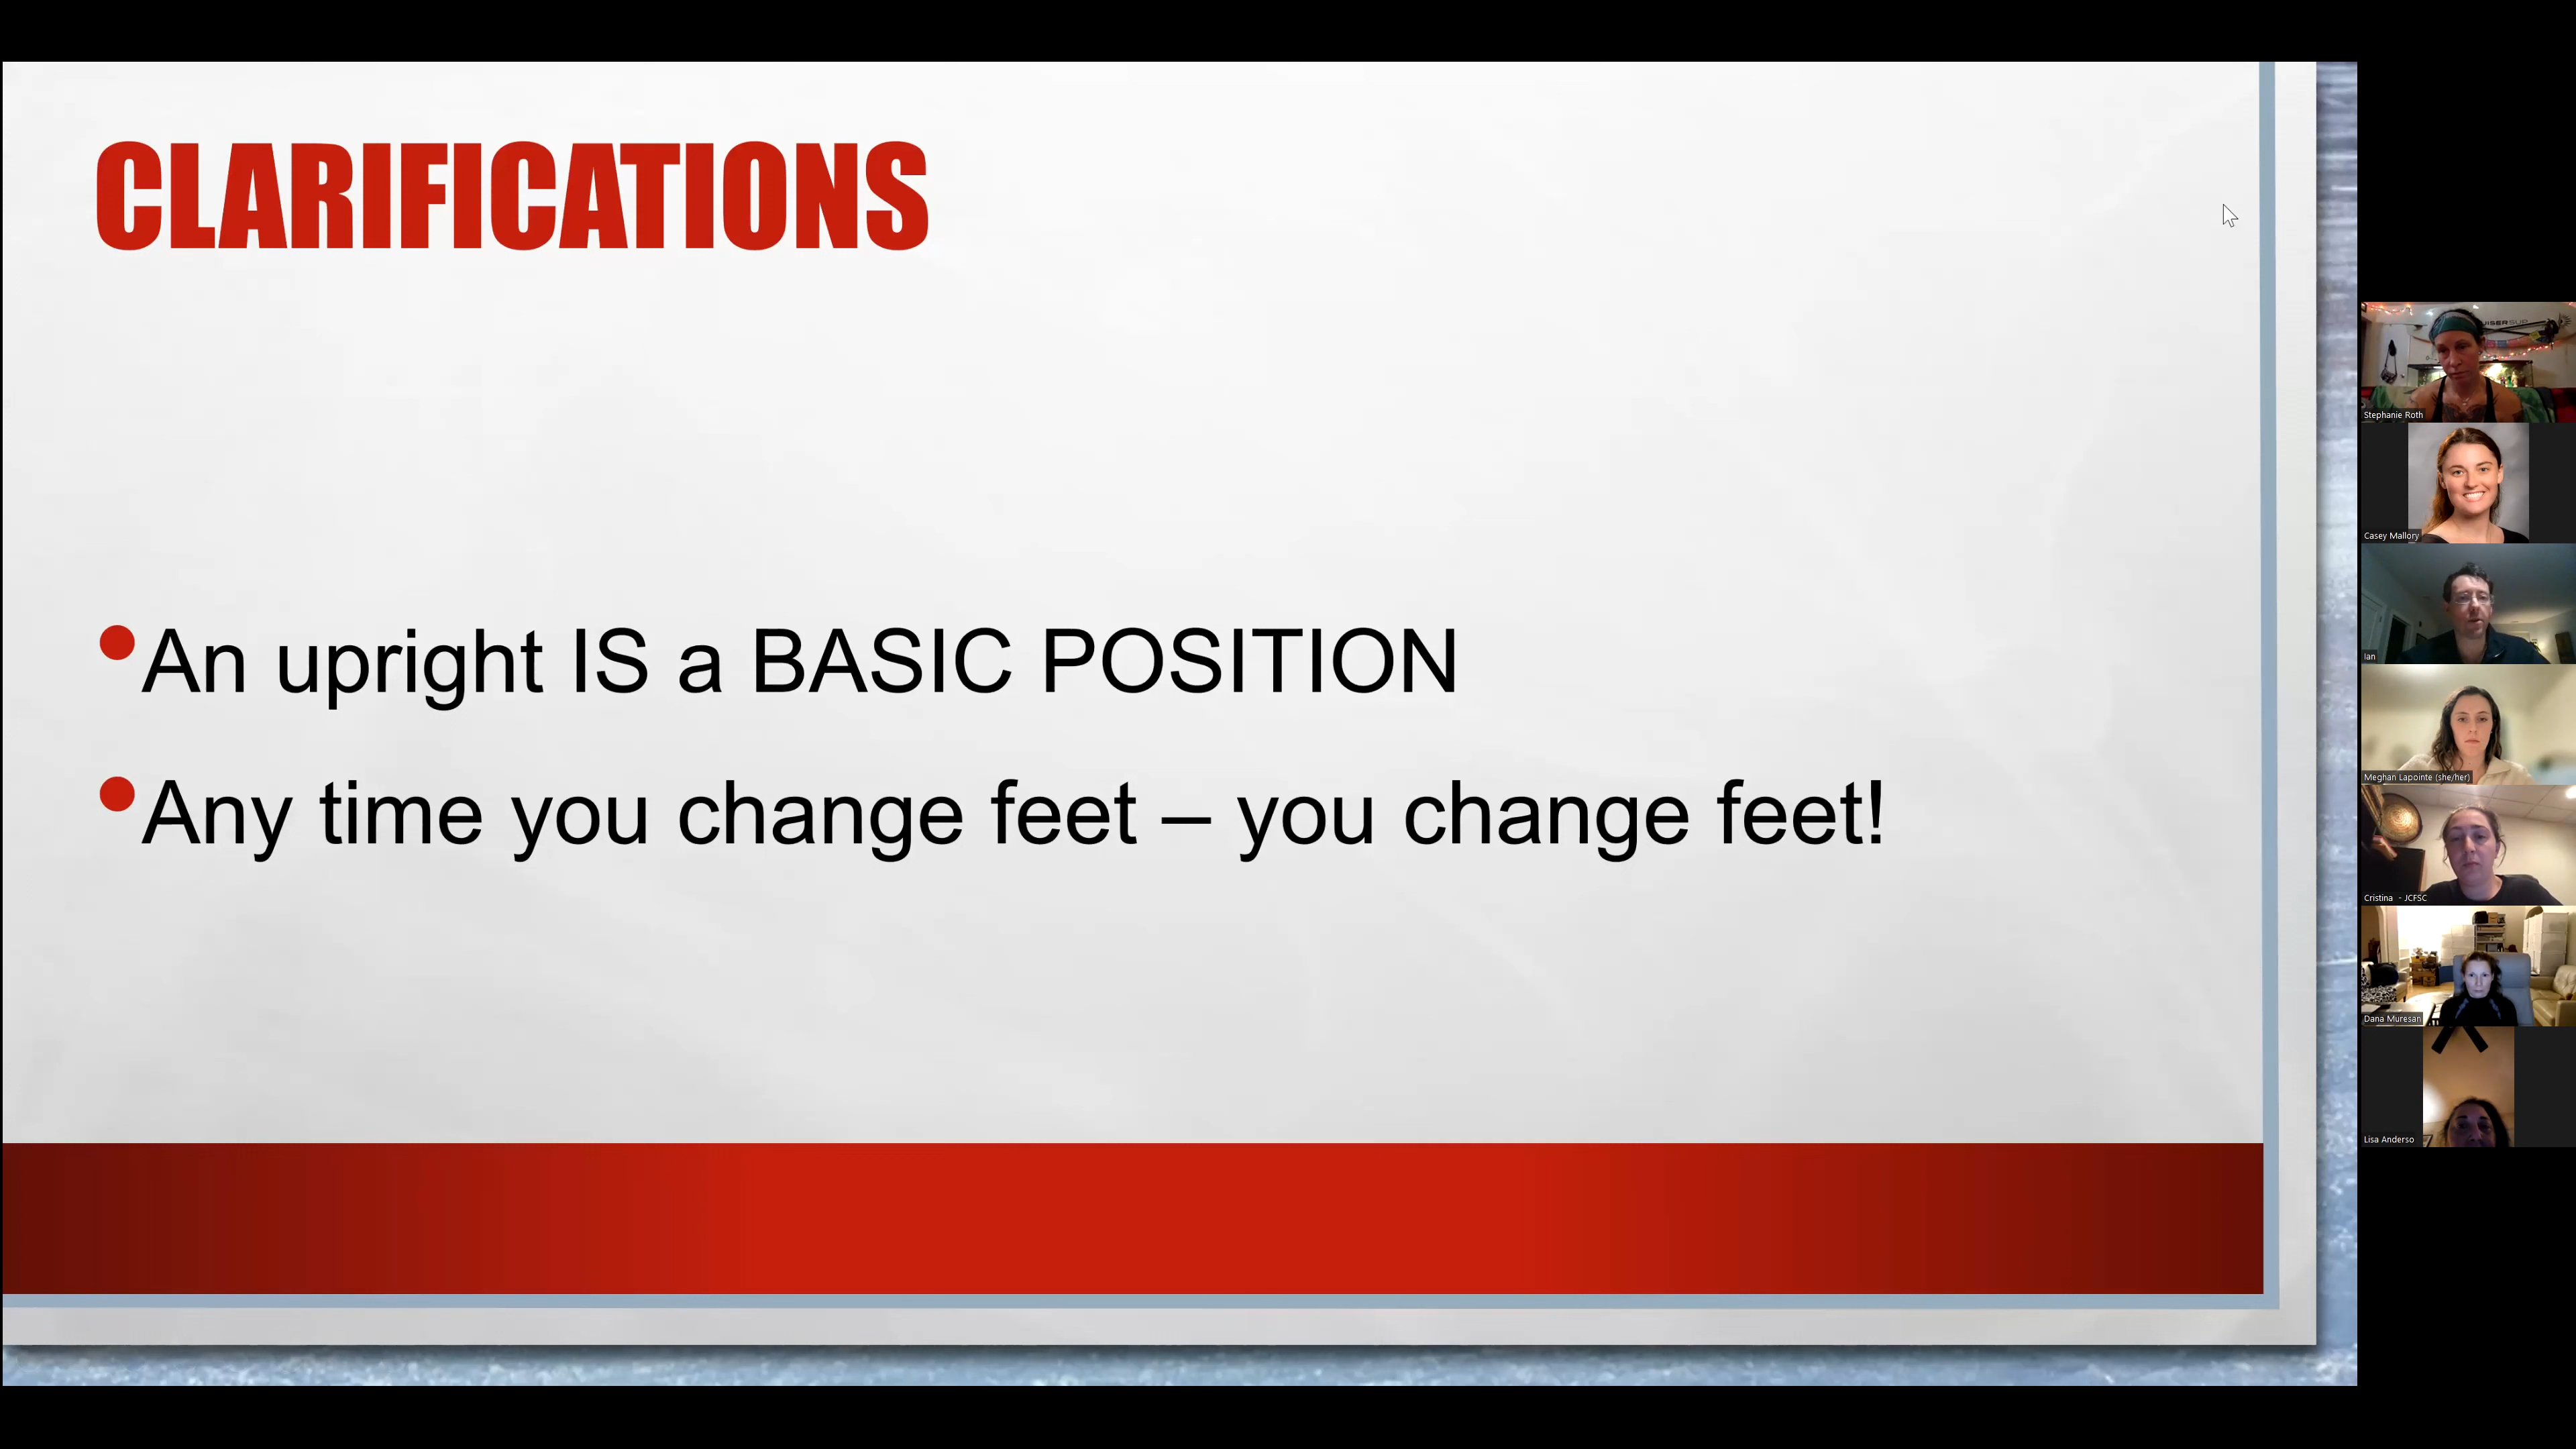 CLARIFICATIONS
•An upright IS a BASIC POSITION
•Any time you change feet – you change feet!
Stephanie Roth
Casey Mallory
Ian
Meghan Lapointe (she/her)
Cristina - JCFSC
Dana Muresan
Lisa Anderso